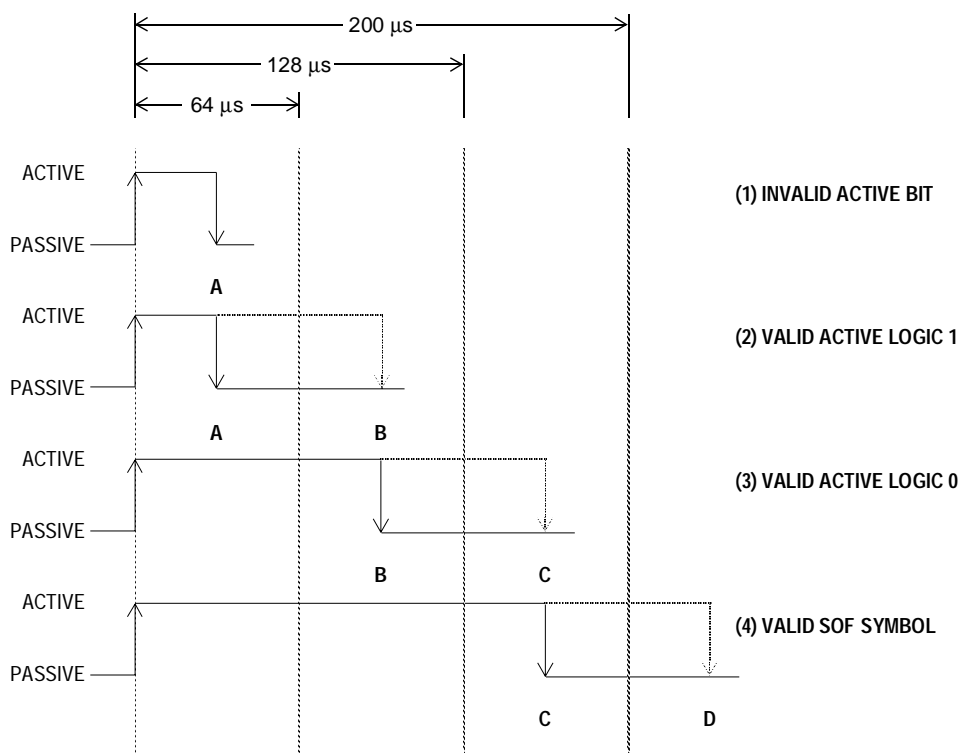 200 μs
128 μs
64 μs
ACTIVE
(1) INVALID ACTIVE BIT
PASSIVE
A
ACTIVE
(2) VALID ACTIVE LOGIC 1
PASSIVE
A B
ACTIVE
(3) VALID ACTIVE LOGIC 0
PASSIVE
B C
ACTIVE
(4) VALID SOF SYMBOL
PASSIVE
C D